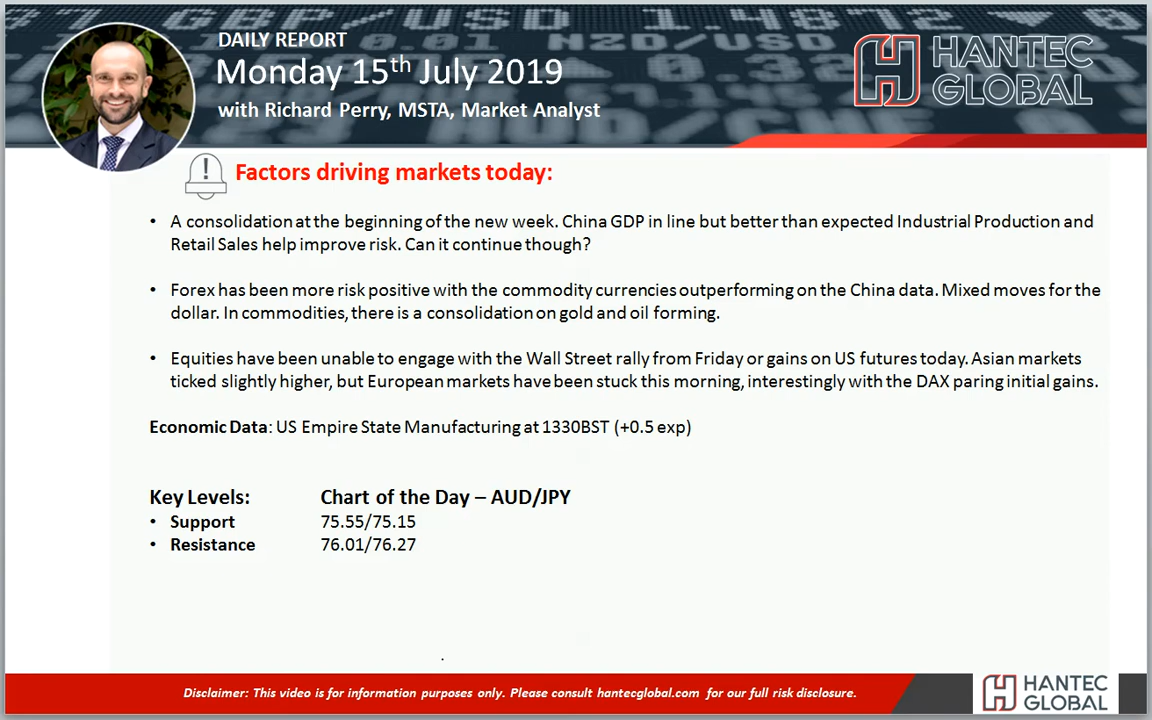 DAILY REPORT
Monday 15th July 2019
with Richard Perry, MSTA, Market Analyst
HANTEC
GLOBAL
Factors driving markets today:
• A consolidation at the beginning of the new week. China GDP in line but better than expected Industrial Production and
Retail Sales help improve risk. Can it continue though?
• Forex has been more risk positive with the commodity currencies outperforming on the China data. Mixed moves for the
dollar. In commodities, there is a consolidation on gold and oil forming.
• Equities have been unable to engage with the Wall Street rally from Friday or gains on US futures today. Asian markets
ticked slightly higher, but European markets have been stuck this morning, interestingly with the DAX paring initial gains.
Economic Data: US Empire State Manufacturing at 1330BST (+0.5 exp)
Key Levels: Chart of the Day – AUD/JPY
• Support 75.55/75.15
• Resistance 76.01/76.27
Disclaimer: This video is for information purposes only. Please consult hantecglobal.com for our full risk disclosure.
HANTEC
GLOBAL